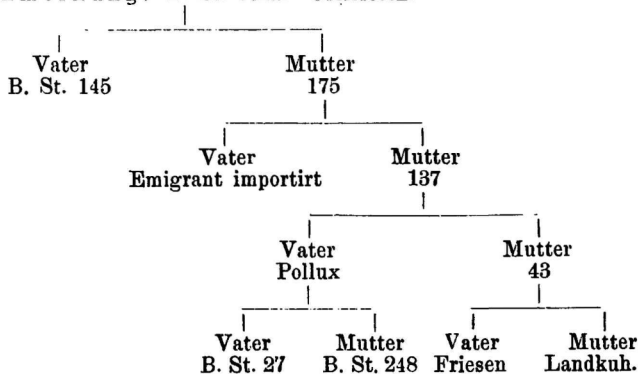 Vater Mutter
B. St. 145 175
Vater Mutter
Emigrant importirt 137
Vater Mutter
Pollux 43
Vater Mutter Vater Mutter
B. St. 27 B. St. 248 Friesen Landkuh.